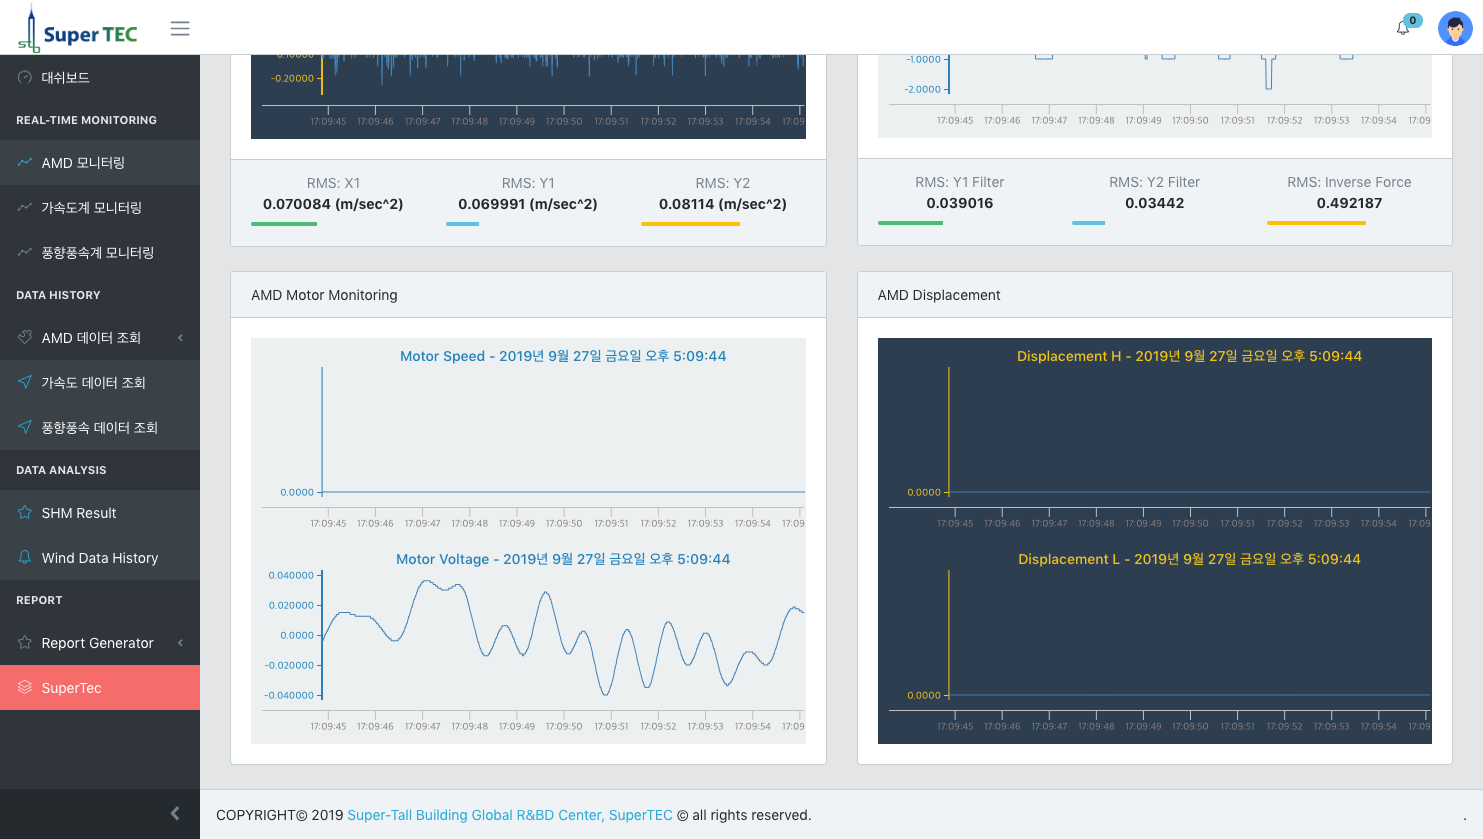 Super TEC
0
대쉬보드
REAL-TIME MONITORING
AMD 모니터링
가속도계 모니터링
풍향풍속계 모니터링
DATA HISTORY
AMD 데이터 조회
가속도 데이터 조회
풍향풍속 데이터 조회
DATA ANALYSIS
SHM Result
Wind Data History
REPORT
Report Generator
SuperTec
-0.20000
17:09:45 17:09:46 17:09:47 17:09:48 17:09:49 17:09:50 17:09:51 17:09:52 17:09:53 17:09:54 17:09
RMS: X1
0.070084 (m/sec^2)
RMS: Y1
0.069991 (m/sec^2)
RMS: Y2
0.08114 (m/sec^2)
-1.0000
-2.0000
17:09:45 17:09:46 17:09:47 17:09:48 17:09:49 17:09:50 17:09:51 17:09:52 17:09:53 17:09:54 17:09
RMS: Y1 Filter
0.039016
RMS: Y2 Filter
0.03442
RMS: Inverse Force
0.492187
AMD Motor Monitoring
Motor Speed - 2019년 9월 27일 금요일 오후 5:09:44
0.0000
17:09:45 17:09:46 17:09:47 17:09:48 17:09:49 17:09:50 17:09:51 17:09:52 17:09:53 17:09:54 17:09
Motor Voltage - 2019년 9월 27일 금요일 오후 5:09:44
0.040000
0.020000
0.0000
-0.020000
-0.040000
17:09:45 17:09:46 17:09:47 17:09:48 17:09:49 17:09:50 17:09:51 17:09:52 17:09:53 17:09:54 17:09
AMD Displacement
Displacement H - 2019년 9월 27일 금요일 오후 5:09:44
0.0000
17:09:45 17:09:46 17:09:47 17:09:48 17:09:49 17:09:50 17:09:51 17:09:52 17:09:53 17:09:54 17:09
Displacement L - 2019년 9월 27일 금요일 오후 5:09:44
0.0000
17:09:45 17:09:46 17:09:47 17:09:48 17:09:49 17:09:50 17:09:51 17:09:52 17:09:53 17:09:54 17:09
COPYRIGHT© 2019 Super-Tall Building Global R&BD Center, SuperTEC © all rights reserved.
.